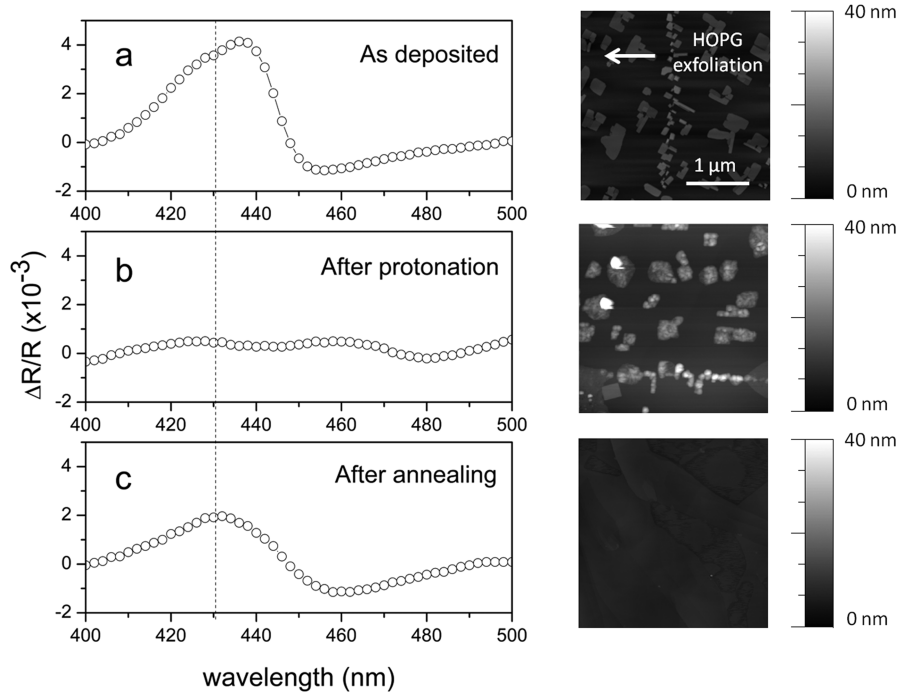 a
As deposited
4
2
0
-2
400 420 440 460 480 500
HOPG
exfoliation
1 μm
40 nm
0 nm
b
After protonation
4
2
0
-2
400 420 440 460 480 500
ΔR/R (x10⁻³)
40 nm
0 nm
c
After annealing
4
2
0
-2
400 420 440 460 480 500
wavelength (nm)
40 nm
0 nm